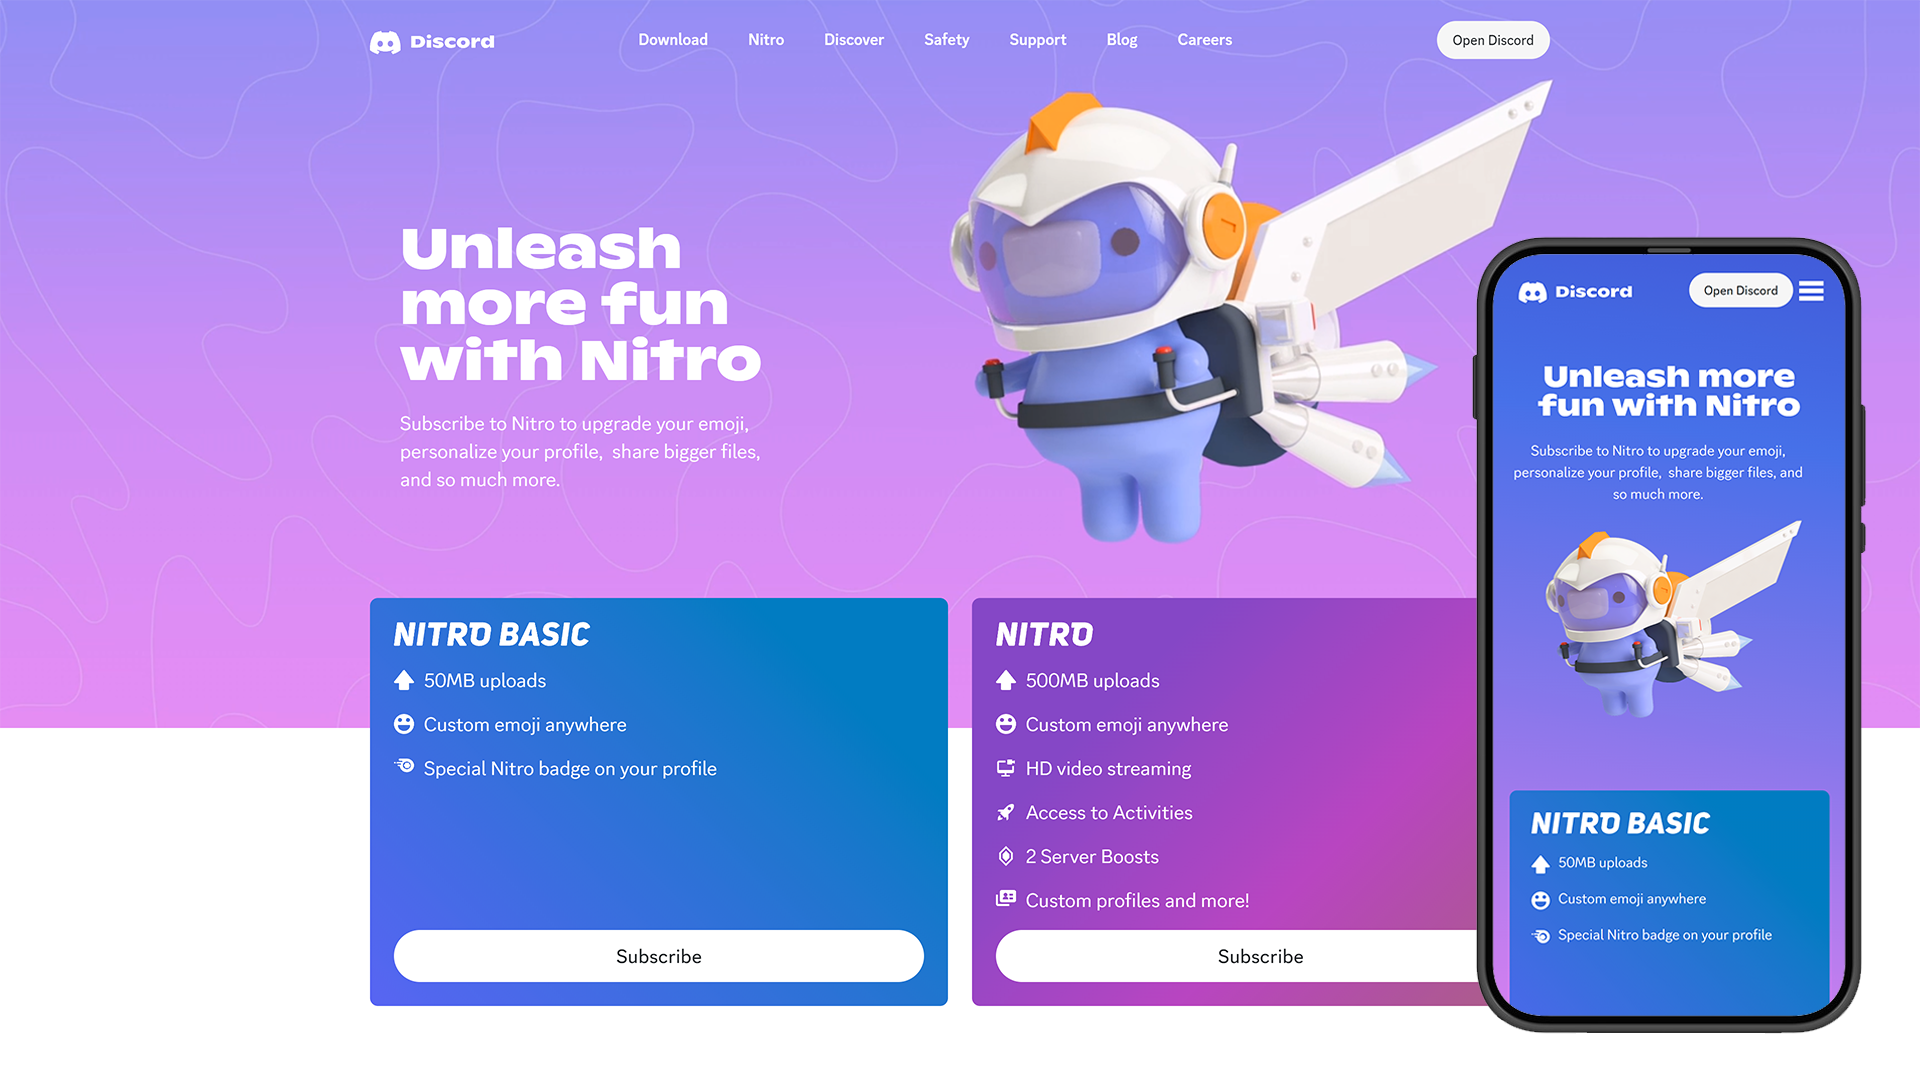 Discord
Download
Nitro
Discover
Safety
Support
Blog
Careers
Open Discord
Unleash
more fun
with Nitro
Subscribe to Nitro to upgrade your emoji,
personalize your profile,  share bigger files,
and so much more.
NITRO BASIC
50MB uploads
Custom emoji anywhere
Special Nitro badge on your profile
Subscribe
NITRO
500MB uploads
Custom emoji anywhere
HD video streaming
Access to Activities
2 Server Boosts
Custom profiles and more!
Subscribe
Discord
Open Discord
Unleash more
fun with Nitro
Subscribe to Nitro to upgrade your emoji,
personalize your profile,  share bigger files, and
so much more.
NITRO BASIC
50MB uploads
Custom emoji anywhere
Special Nitro badge on your profile